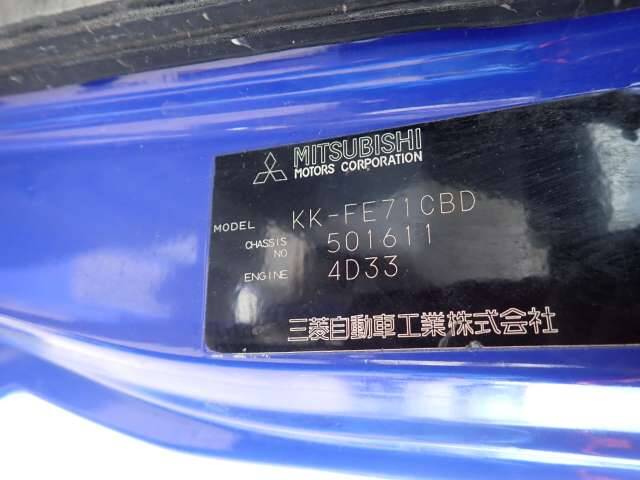 MITSUBISHI
MOTORS CORPORATION
MODEL KK-FE71CBD
CHASSIS NO 501611
ENGINE 4D33
三菱自動車工業株式会社